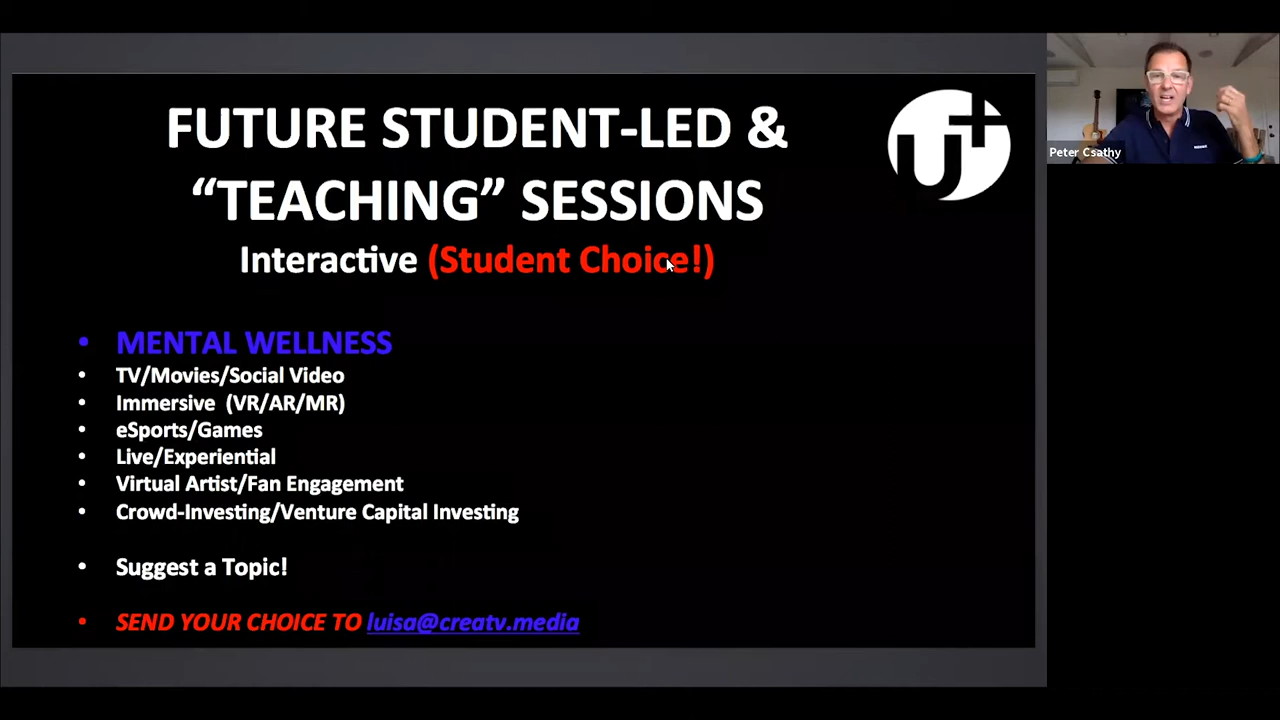 FUTURE STUDENT-LED &
“TEACHING” SESSIONS
Interactive (Student Choice!)
U+
Peter Csathy
• MENTAL WELLNESS
• TV/Movies/Social Video
• Immersive (VR/AR/MR)
• eSports/Games
• Live/Experiential
• Virtual Artist/Fan Engagement
• Crowd-Investing/Venture Capital Investing
• Suggest a Topic!
• SEND YOUR CHOICE TO luisa@creatv.media